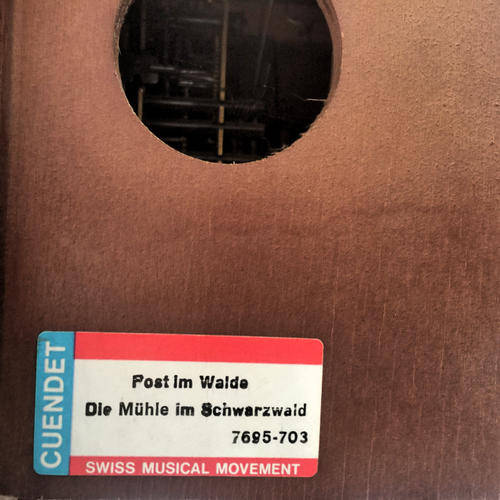 CUENDET
Post im Walde
Die Mühle im Schwarzwald
7695-703
SWISS MUSICAL MOVEMENT